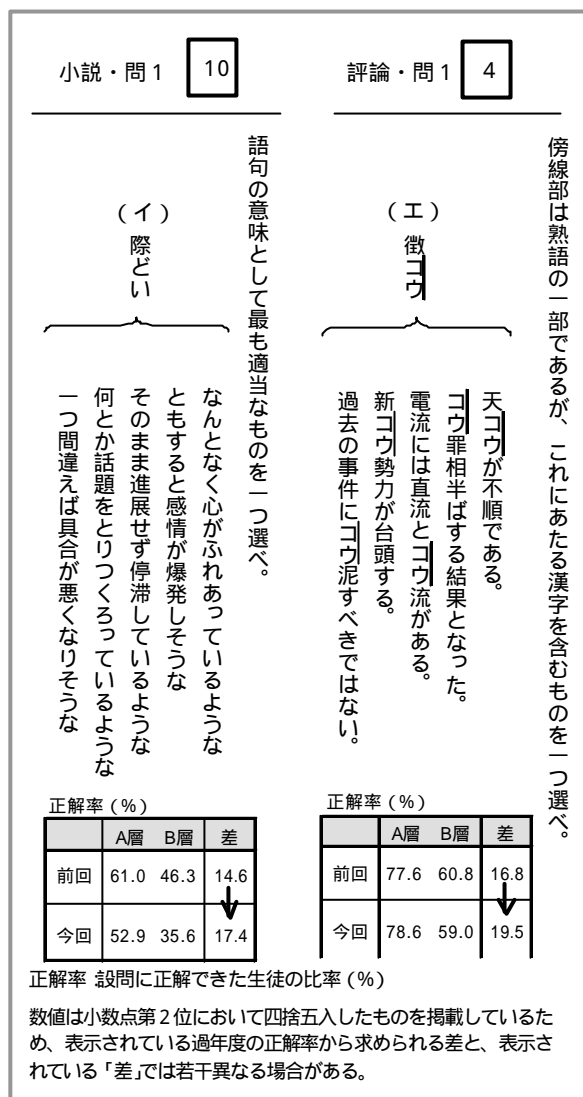 評論・問1 4
傍線部は熟語の一部であるが、これにあたる漢字を含むものを一つ選べ。
(エ) 徴コウ
天コウが不順である。
コウ罪相半ばする結果となった。
電流には直流とコウ流がある。
新コウ勢力が台頭する。
過去の事件にコウ泥すべきではない。
正解率(%)
A層 B層 差
前回 77.6 60.8 16.8
今回 78.6 59.0 19.5
小説・問1 10
語句の意味として最も適当なものを一つ選べ。
(イ) 際どい
なんとなく心がふれあっているような
ともすると感情が爆発しそうな
そのまま進展せず停滞しているような
何とか話題をとりつくろっているような
一つ間違えば具合が悪くなりそうな
正解率(%)
A層 B層 差
前回 61.0 46.3 14.6
今回 52.9 35.6 17.4
正解率:設問に正解できた生徒の比率(%)
数値は小数点第2位において四捨五入したものを掲載しているた
め、表示されている過年度の正解率から求められる差と、表示さ
れている「差」では若干異なる場合がある。